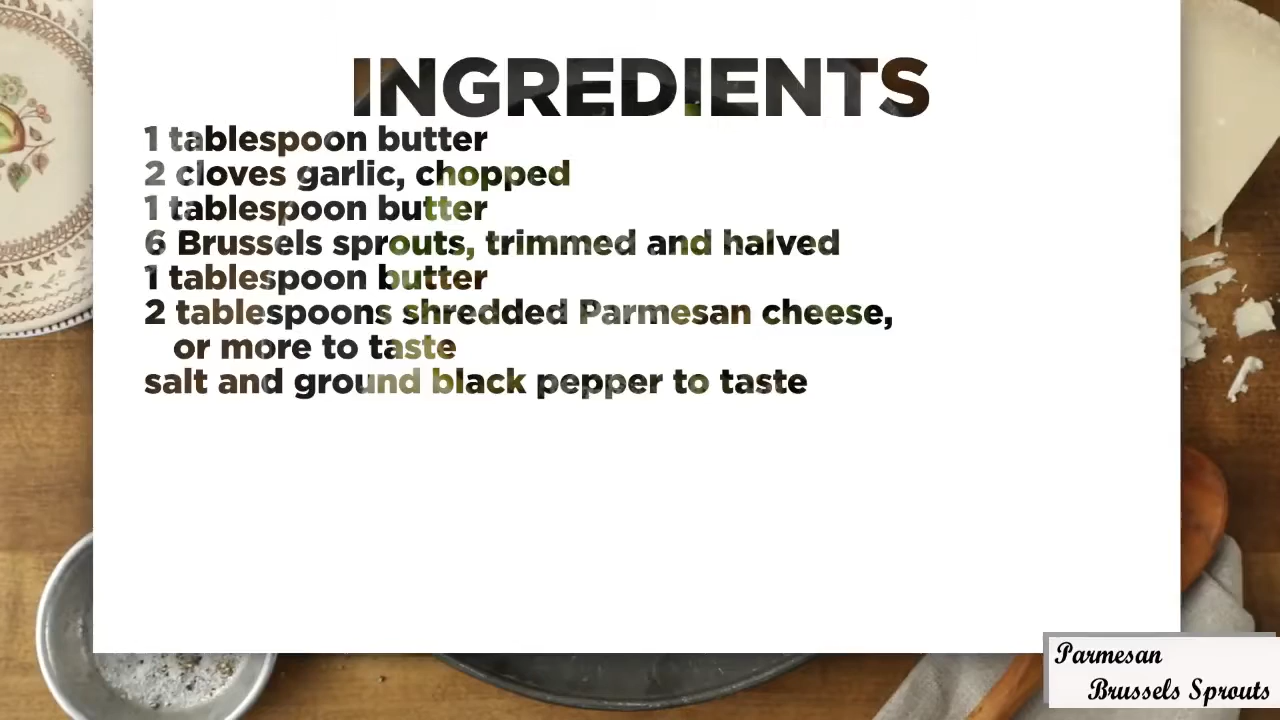 INGREDIENTS
1 tablespoon butter
2 cloves garlic, chopped
1 tablespoon butter
6 Brussels sprouts, trimmed and halved
1 tablespoon butter
2 tablespoons shredded Parmesan cheese,
or more to taste
salt and ground black pepper to taste
Parmesan
Brussels Sprouts